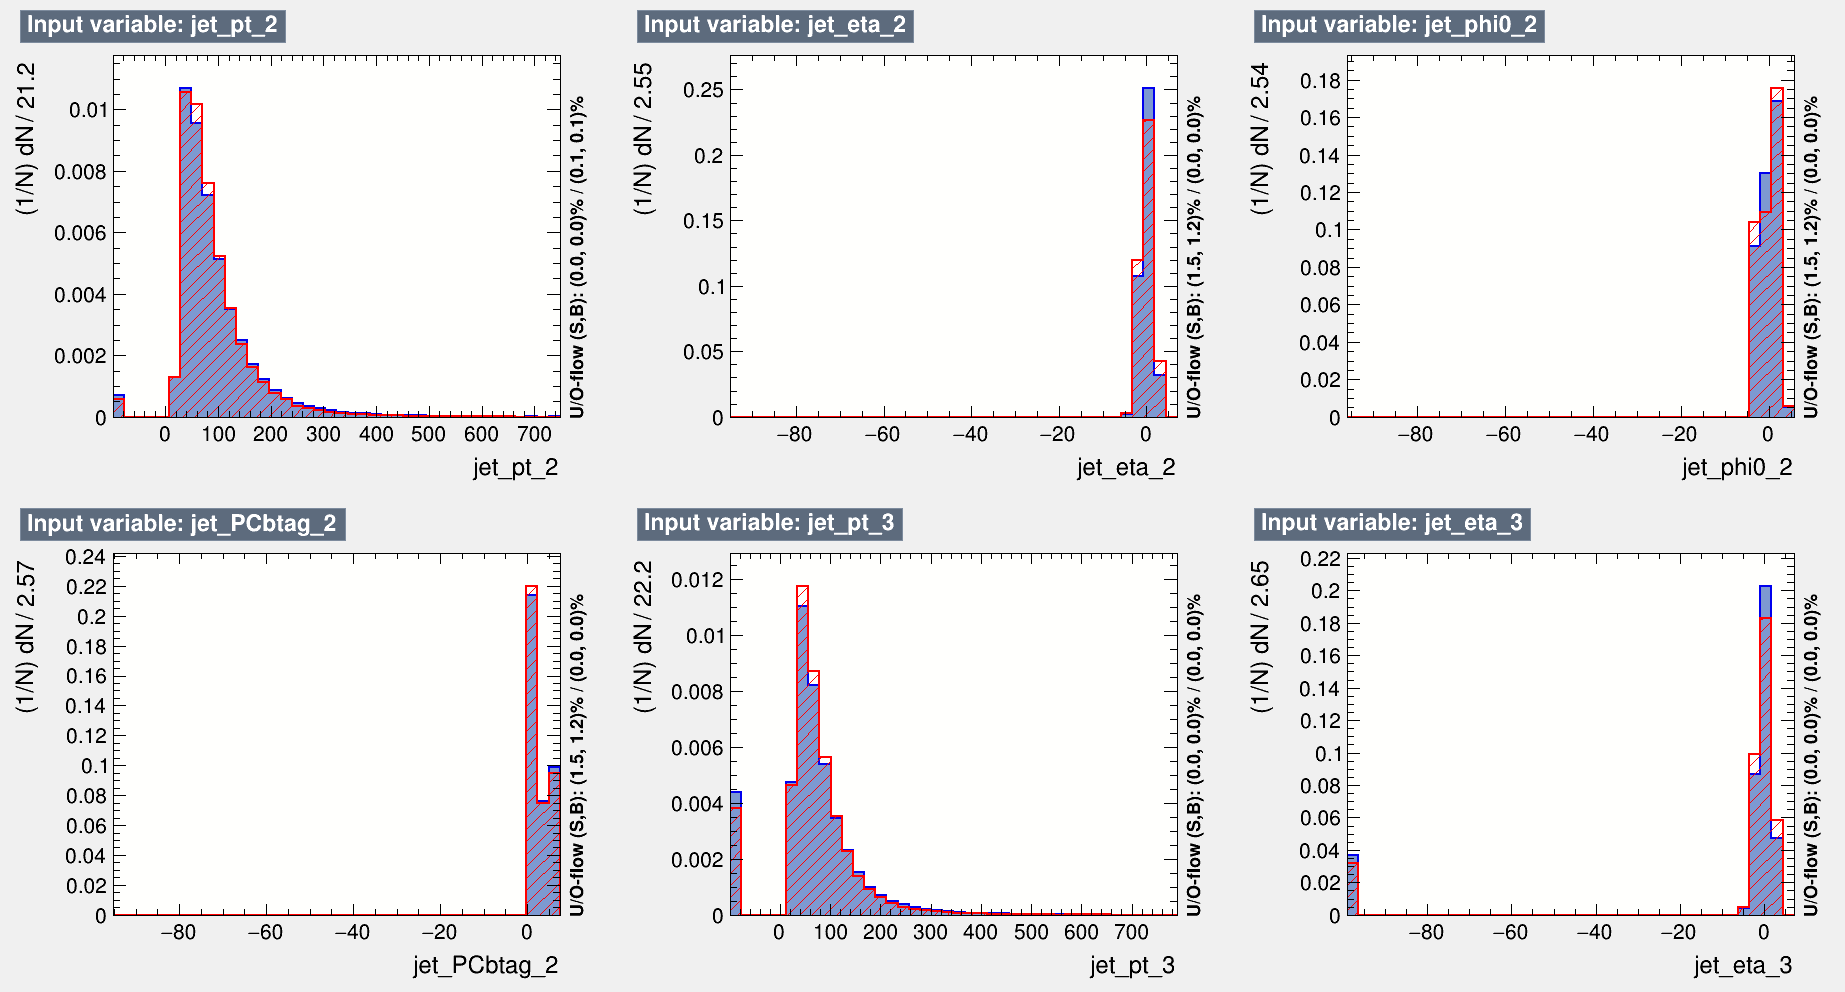 Input variable: jet_pt_2
(1/N) dN / 21.2
0.01
0.008
0.006
0.004
0.002
0
0 100 200 300 400 500 600 700
jet_pt_2
U/O-flow (S,B): (0.0, 0.0)% / (0.1, 0.1)%
Input variable: jet_eta_2
(1/N) dN / 2.55
0.25
0.2
0.15
0.1
0.05
0
−80 −60 −40 −20 0
jet_eta_2
U/O-flow (S,B): (1.5, 1.2)% / (0.0, 0.0)%
Input variable: jet_phi0_2
(1/N) dN / 2.54
0.18
0.16
0.14
0.12
0.1
0.08
0.06
0.04
0.02
0
−80 −60 −40 −20 0
jet_phi0_2
U/O-flow (S,B): (1.5, 1.2)% / (0.0, 0.0)%
Input variable: jet_PCbtag_2
(1/N) dN / 2.57
0.24
0.22
0.2
0.18
0.16
0.14
0.12
0.1
0.08
0.06
0.04
0.02
0
−80 −60 −40 −20 0
jet_PCbtag_2
U/O-flow (S,B): (1.5, 1.2)% / (0.0, 0.0)%
Input variable: jet_pt_3
(1/N) dN / 22.2
0.012
0.01
0.008
0.006
0.004
0.002
0
0 100 200 300 400 500 600 700
jet_pt_3
U/O-flow (S,B): (0.0, 0.0)% / (0.0, 0.0)%
Input variable: jet_eta_3
(1/N) dN / 2.65
0.22
0.2
0.18
0.16
0.14
0.12
0.1
0.08
0.06
0.04
0.02
0
−80 −60 −40 −20 0
jet_eta_3
U/O-flow (S,B): (0.0, 0.0)% / (0.0, 0.0)%